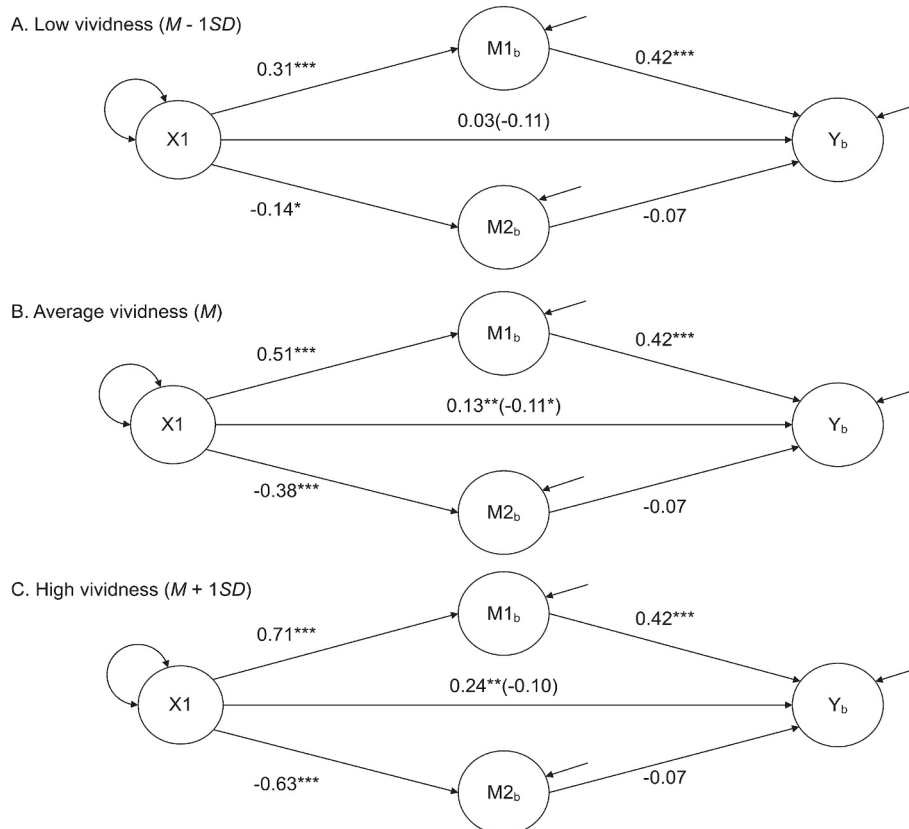 A. Low vividness (M - 1SD)
M1b
0.31***
0.42***
X1
0.03(-0.11)
Yb
-0.14*
M2b
-0.07
B. Average vividness (M)
M1b
0.51***
0.42***
X1
0.13**(-0.11*)
Yb
-0.38***
M2b
-0.07
C. High vividness (M + 1SD)
M1b
0.71***
0.42***
X1
0.24**(-0.10)
Yb
-0.63***
M2b
-0.07